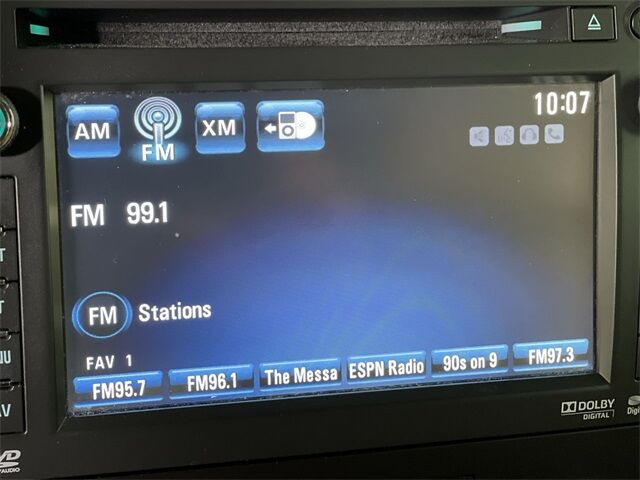 10:07
AM FM XM
FM 99.1
FM Stations
FAV 1
FM95.7 FM96.1 The Messa ESPN Radio 90s on 9 FM97.3
DOLBY
DIGITAL